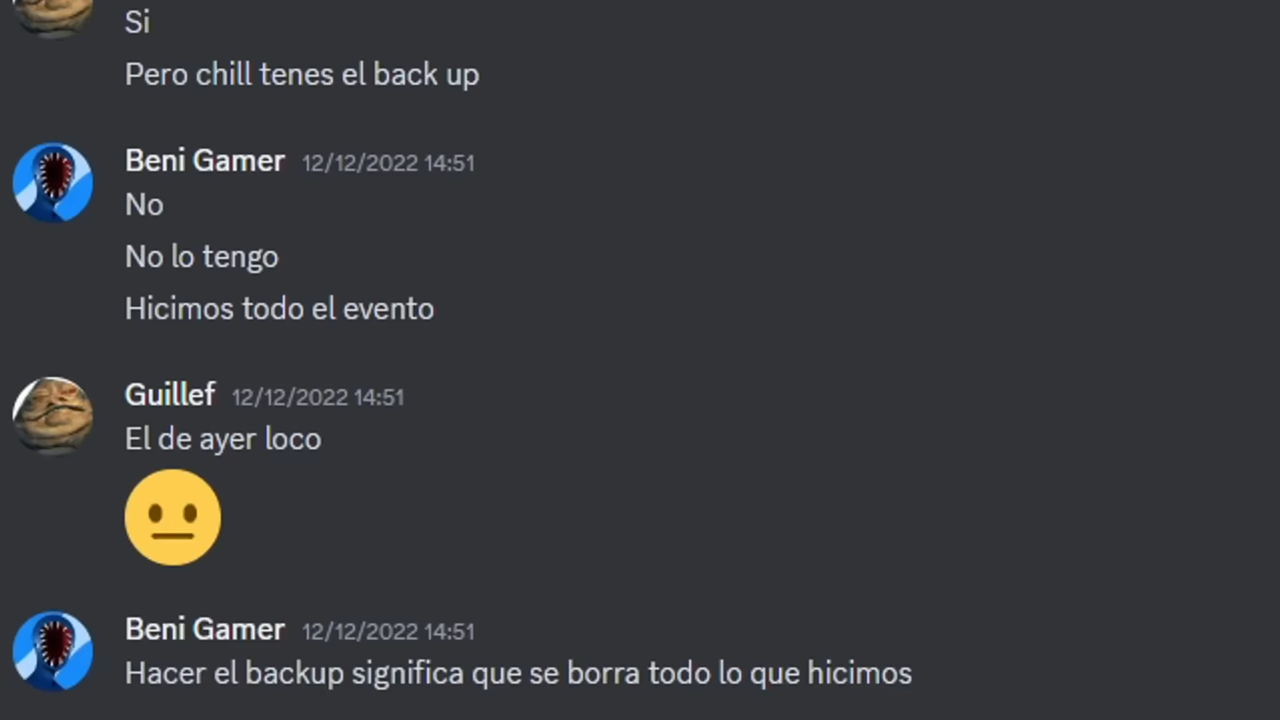 Si
Pero chill tenes el back up
Beni Gamer 12/12/2022 14:51
No
No lo tengo
Hicimos todo el evento
Guillef 12/12/2022 14:51
El de ayer loco
Beni Gamer 12/12/2022 14:51
Hacer el backup significa que se borra todo lo que hicimos